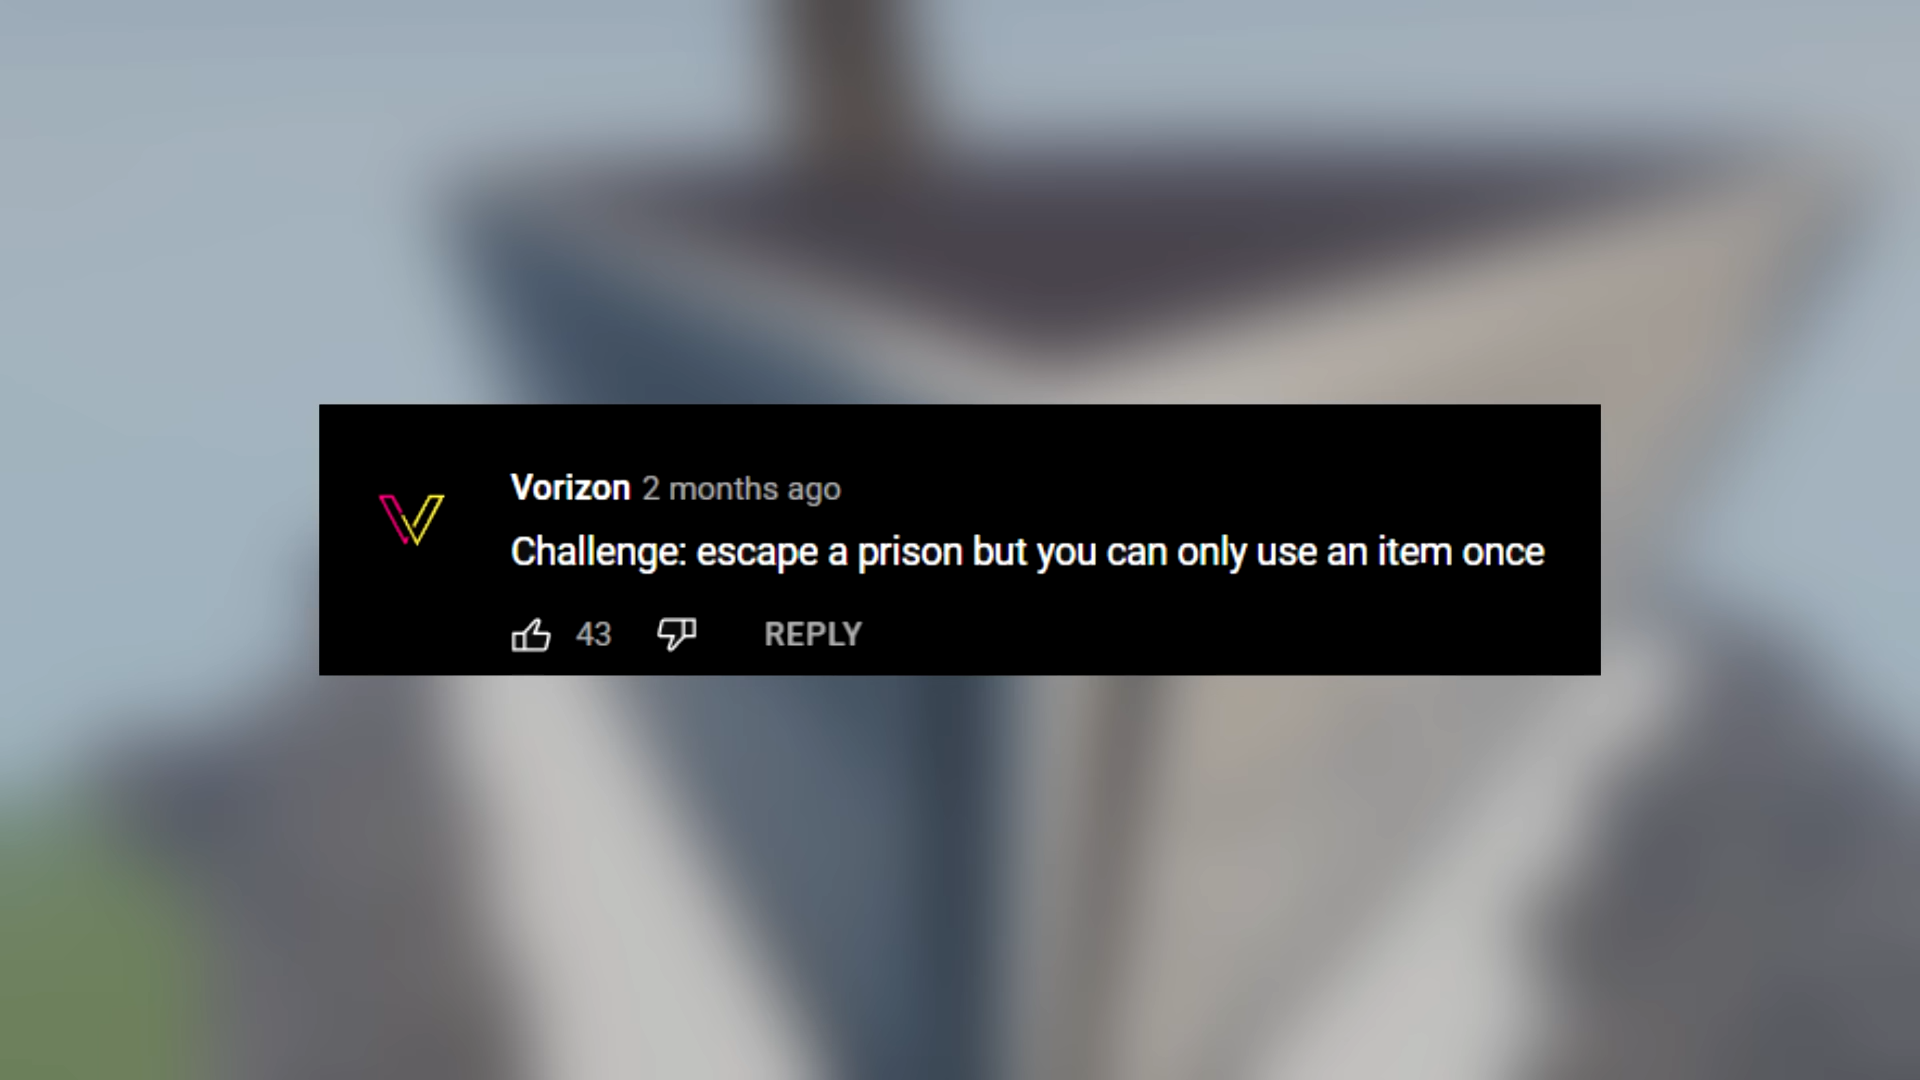 Vorizon 2 months ago
Challenge: escape a prison but you can only use an item once
43 REPLY